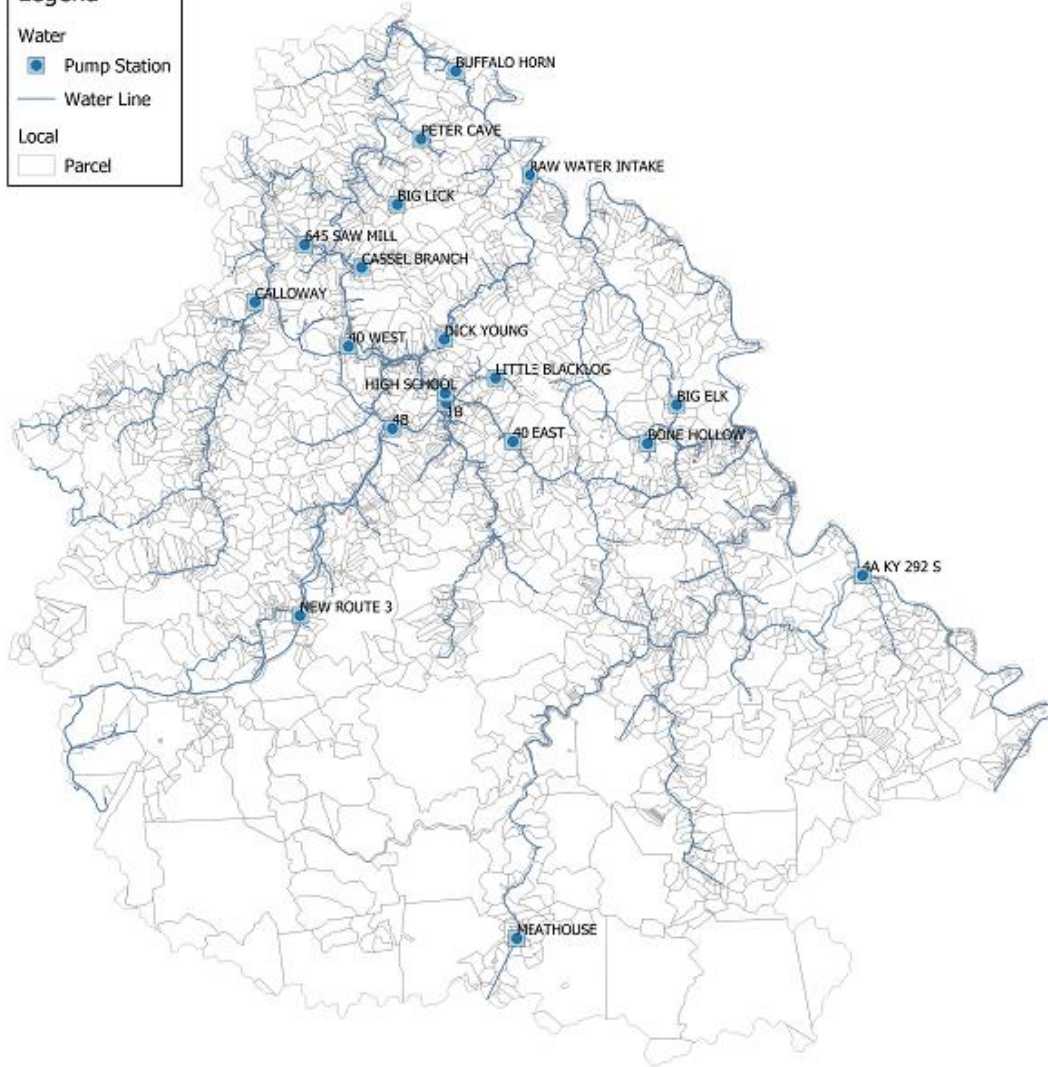 Legend
Water
Pump Station
Water Line
Local
Parcel
BUFFALO HORN
PETER CAVE
RAW WATER INTAKE
BIG LICK
645 SAW MILL
CASSEL BRANCH
CALLOWAY
40 WEST
DICK YOUNG
LITTLE BLACKLOG
HIGH SCHOOL
1B
BIG ELK
4B
40 EAST
BONE HOLLOW
4A KY 292 S
NEW ROUTE 3
MEATHOUSE